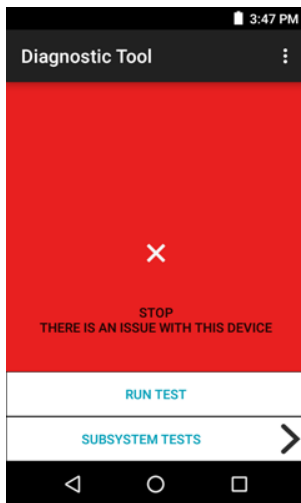 3:47 PM
Diagnostic Tool
STOP
THERE IS AN ISSUE WITH THIS DEVICE
RUN TEST
SUBSYSTEM TESTS